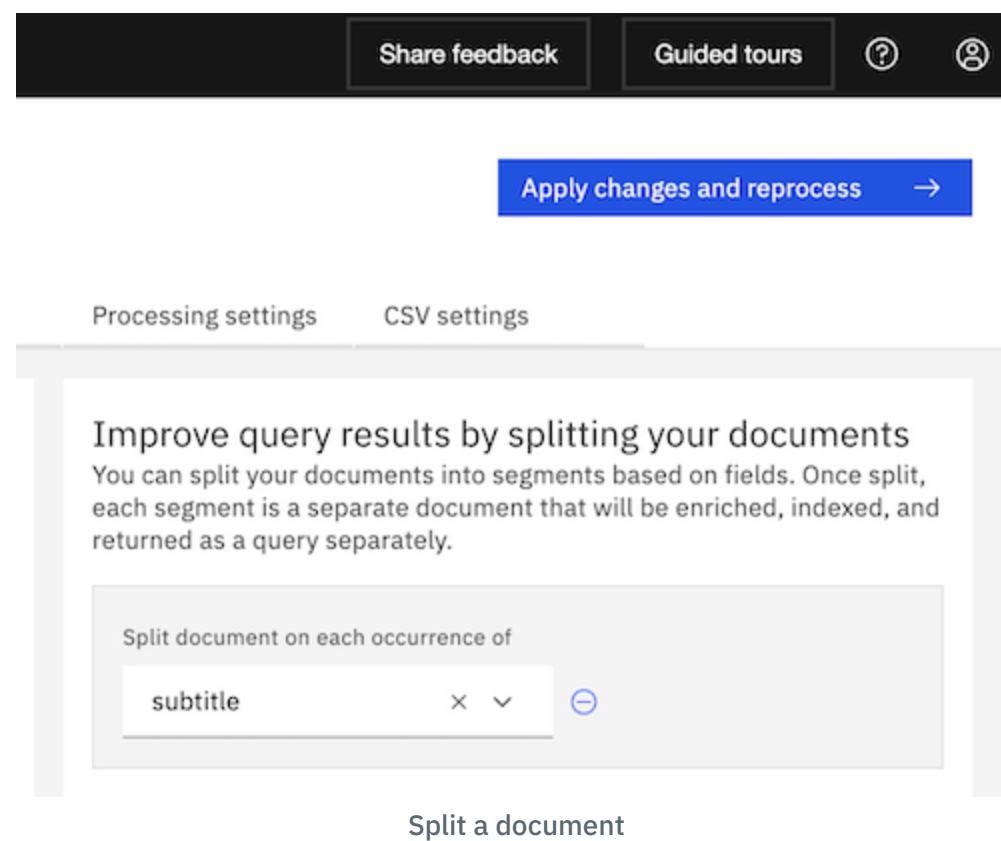 Share feedback Guided tours
Apply changes and reprocess →
Processing settings CSV settings
Improve query results by splitting your documents
You can split your documents into segments based on fields. Once split,
each segment is a separate document that will be enriched, indexed, and
returned as a query separately.
Split document on each occurrence of
subtitle
Split a document